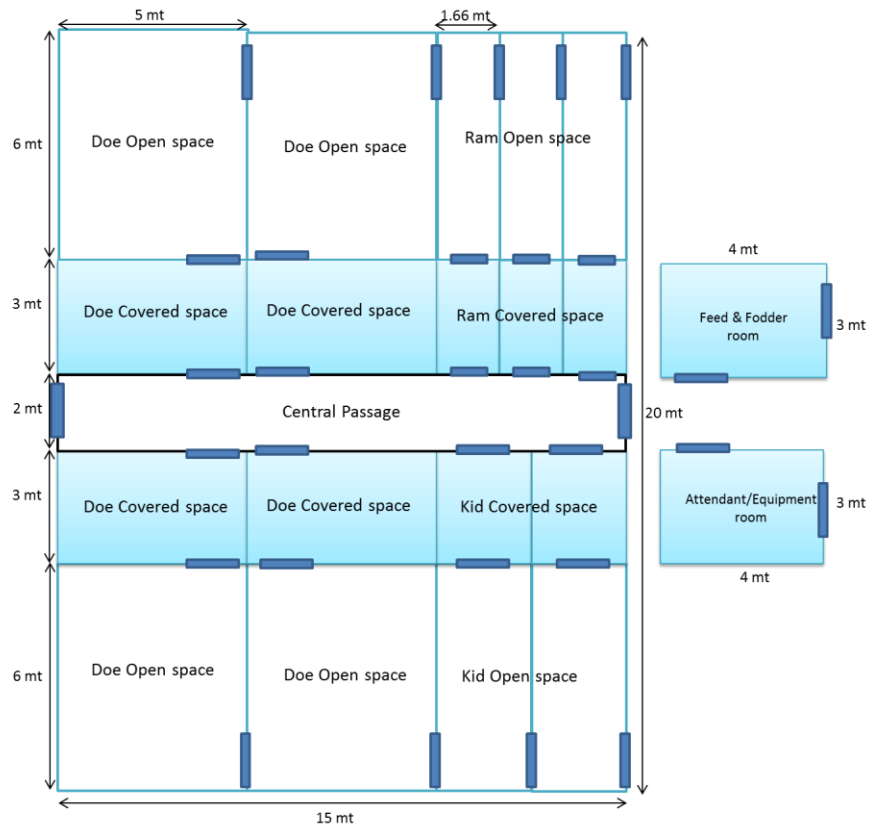 5 mt
1.66 mt
6 mt
Doe Open space
Doe Open space
Ram Open space
4 mt
3 mt
Doe Covered space
Doe Covered space
Ram Covered space
Feed & Fodder
room
3 mt
2 mt
Central Passage
20 mt
3 mt
Doe Covered space
Doe Covered space
Kid Covered space
Attendant/Equipment
room
3 mt
4 mt
6 mt
Doe Open space
Doe Open space
Kid Open space
15 mt